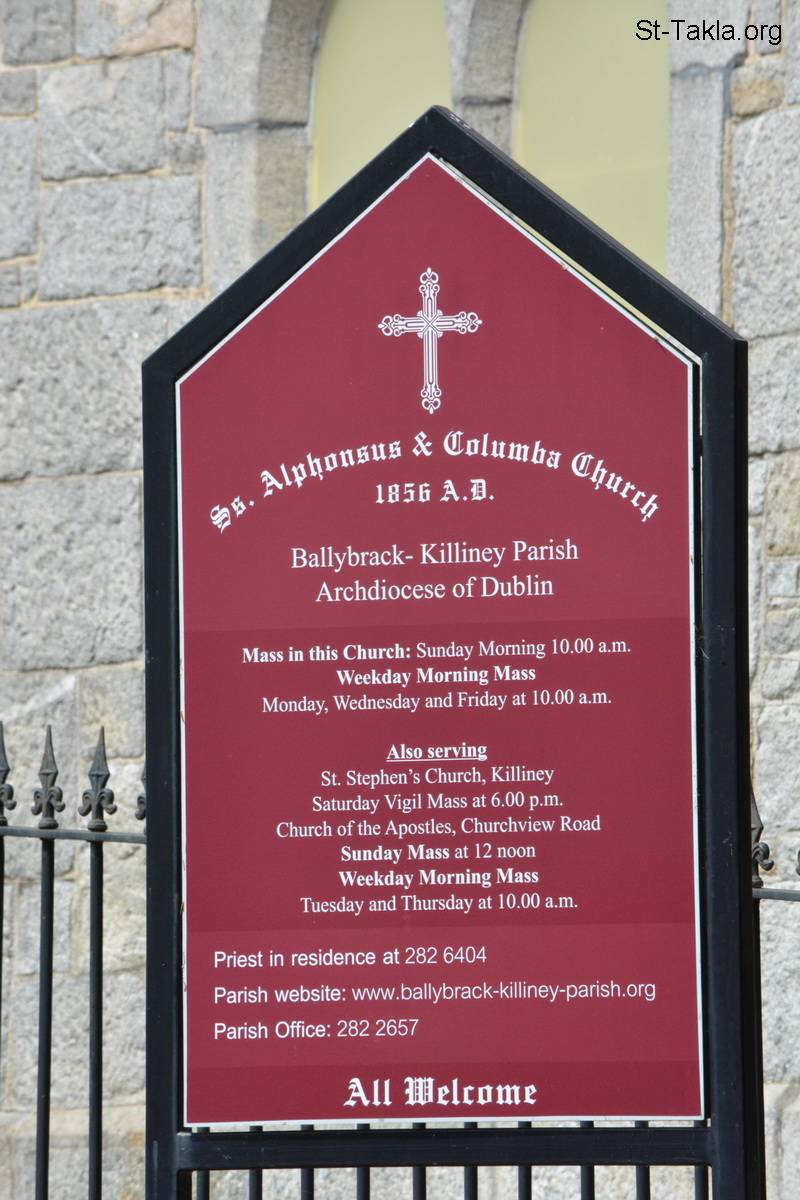 St-Takla.org
Ss. Alphonsus & Columba Church
1856 A.D.
Ballybrack- Killiney Parish
Archdiocese of Dublin
Mass in this Church: Sunday Morning 10.00 a.m.
Weekday Morning Mass
Monday, Wednesday and Friday at 10.00 a.m.
Also serving
St. Stephen's Church, Killiney
Saturday Vigil Mass at 6.00 p.m.
Church of the Apostles, Churchview Road
Sunday Mass at 12 noon
Weekday Morning Mass
Tuesday and Thursday at 10.00 a.m.
Priest in residence at 282 6404
Parish website: www.ballybrack-killiney-parish.org
Parish Office: 282 2657
All Welcome